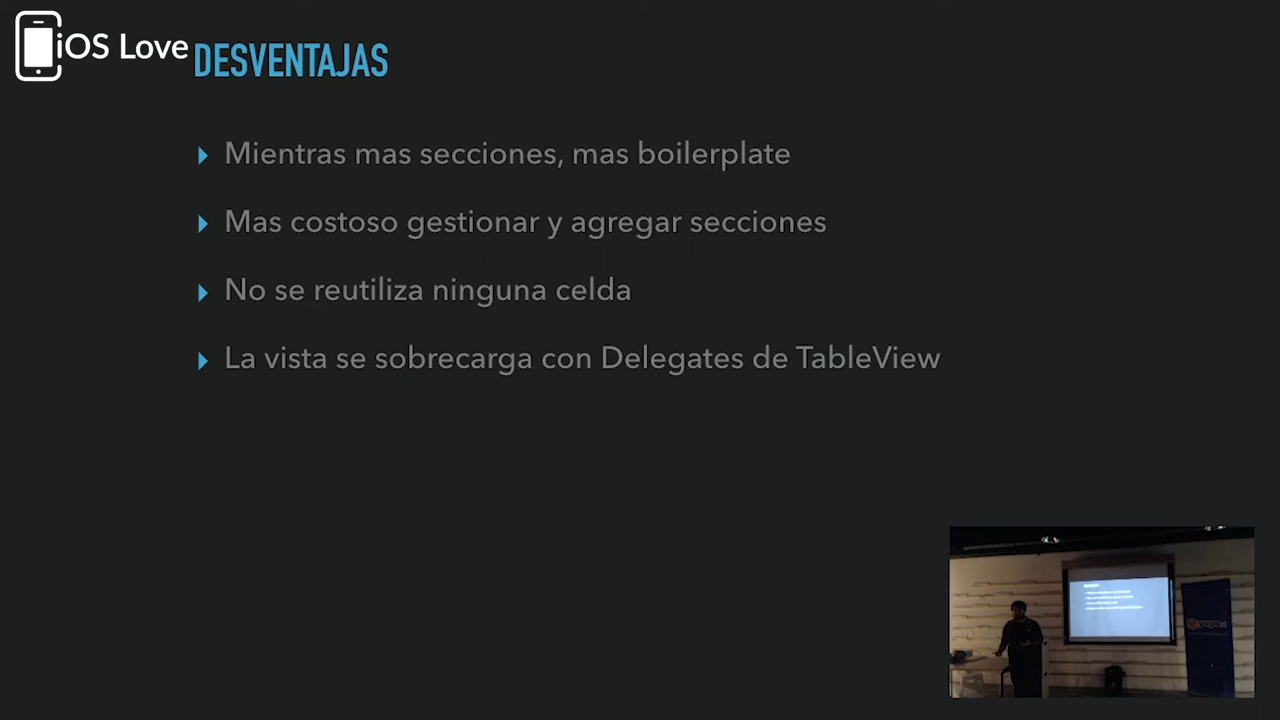 iOS Love
DESVENTAJAS
Mientras mas secciones, mas boilerplate
Mas costoso gestionar y agregar secciones
No se reutiliza ninguna celda
La vista se sobrecarga con Delegates de TableView